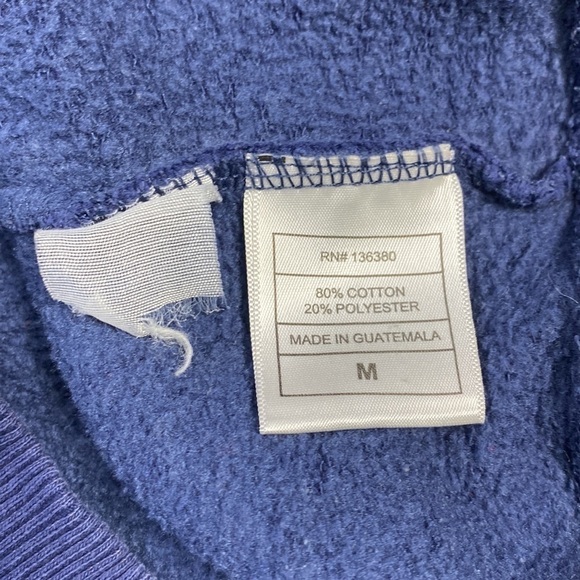 RN# 136380
80% COTTON
20% POLYESTER
MADE IN GUATEMALA
M